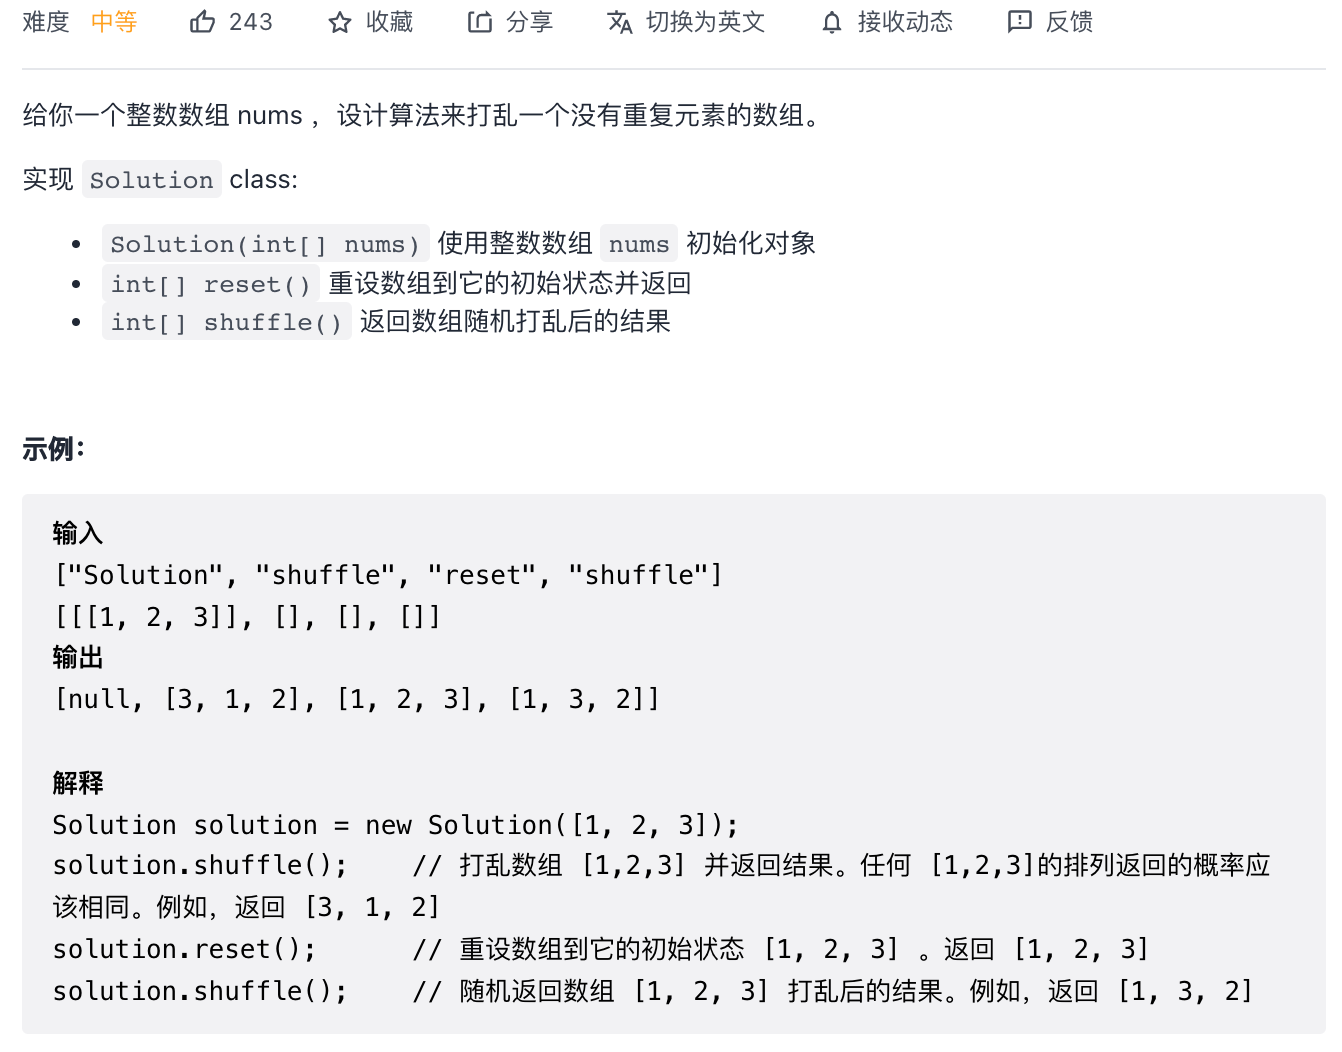 难度 中等 243 收藏 分享 切换为英文 接收动态 反馈
给你一个整数数组 nums ，设计算法来打乱一个没有重复元素的数组。
实现 Solution class:
• Solution(int[] nums) 使用整数数组 nums 初始化对象
• int[] reset() 重设数组到它的初始状态并返回
• int[] shuffle() 返回数组随机打乱后的结果
示例：
输入
["Solution", "shuffle", "reset", "shuffle"]
[[[1, 2, 3]], [], [], []]
输出
[null, [3, 1, 2], [1, 2, 3], [1, 3, 2]]
解释
Solution solution = new Solution([1, 2, 3]);
solution.shuffle();    // 打乱数组 [1,2,3] 并返回结果。任何 [1,2,3]的排列返回的概率应
该相同。例如，返回 [3, 1, 2]
solution.reset();      // 重设数组到它的初始状态 [1, 2, 3] 。返回 [1, 2, 3]
solution.shuffle();    // 随机返回数组 [1, 2, 3] 打乱后的结果。例如，返回 [1, 3, 2]